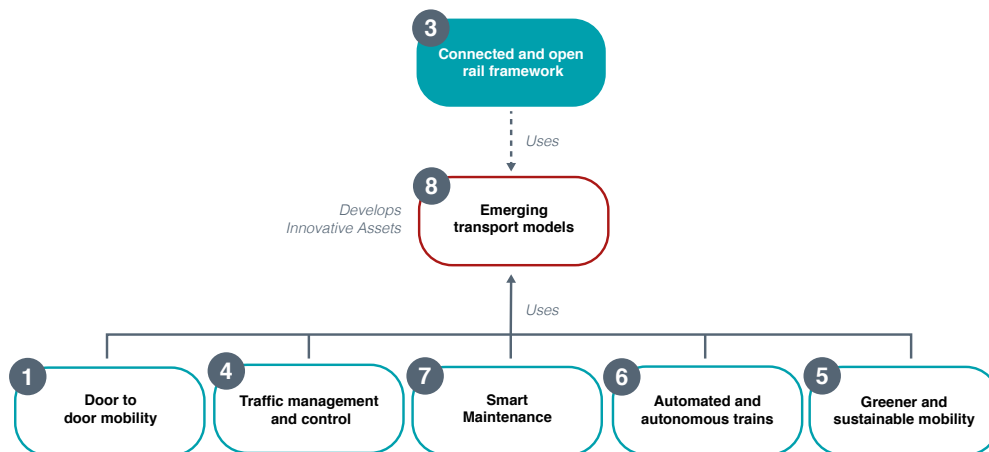 3
Connected and open
rail framework
Uses
8
Emerging
transport models
Develops
Innovative Assets
Uses
1
Door to
door mobility
4
Traffic management
and control
7
Smart
Maintenance
6
Automated and
autonomous trains
5
Greener and
sustainable mobility